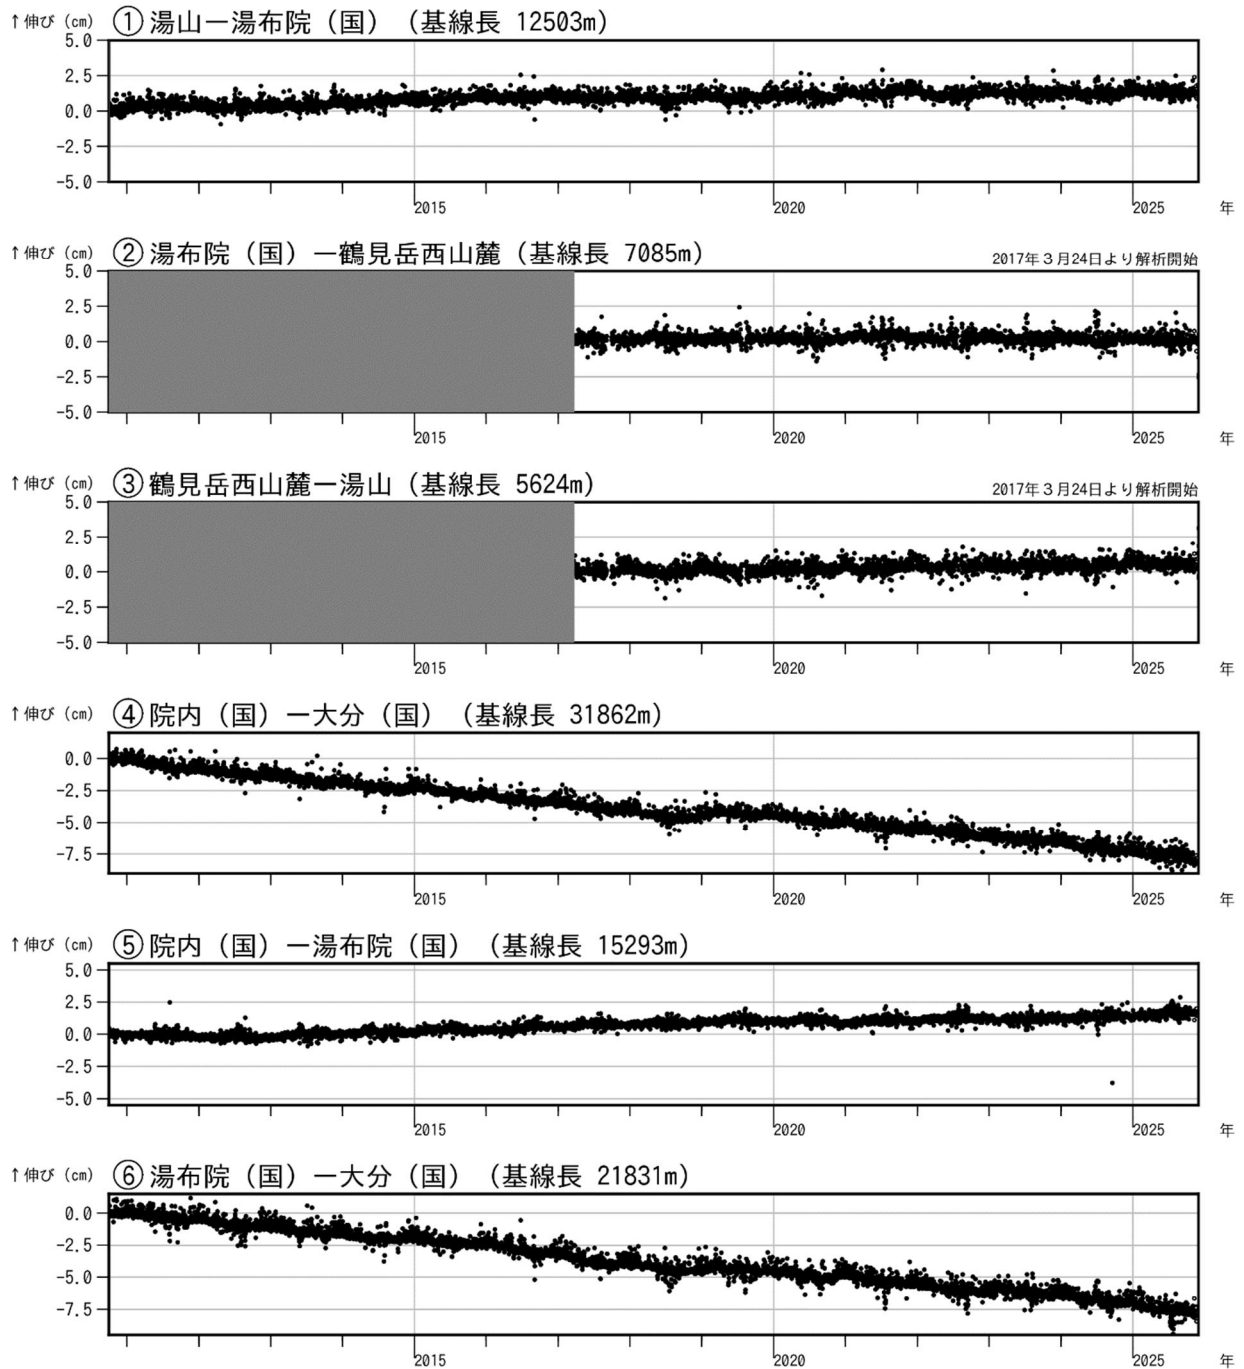 ↑伸び (cm) ①湯山－湯布院（国）（基線長 12503m）
5.0
2.5
0.0
-2.5
-5.0
2015 2020 2025 年
↑伸び (cm) ②湯布院（国）－鶴見岳西山麓（基線長 7085m） 2017年３月24日より解析開始
5.0
2.5
0.0
-2.5
-5.0
2015 2020 2025 年
↑伸び (cm) ③鶴見岳西山麓－湯山（基線長 5624m） 2017年３月24日より解析開始
5.0
2.5
0.0
-2.5
-5.0
2015 2020 2025 年
↑伸び (cm) ④院内（国）－大分（国）（基線長 31862m）
0.0
-2.5
-5.0
-7.5
2015 2020 2025 年
↑伸び (cm) ⑤院内（国）－湯布院（国）（基線長 15293m）
5.0
2.5
0.0
-2.5
-5.0
2015 2020 2025 年
↑伸び (cm) ⑥湯布院（国）－大分（国）（基線長 21831m）
0.0
-2.5
-5.0
-7.5
2015 2020 2025 年